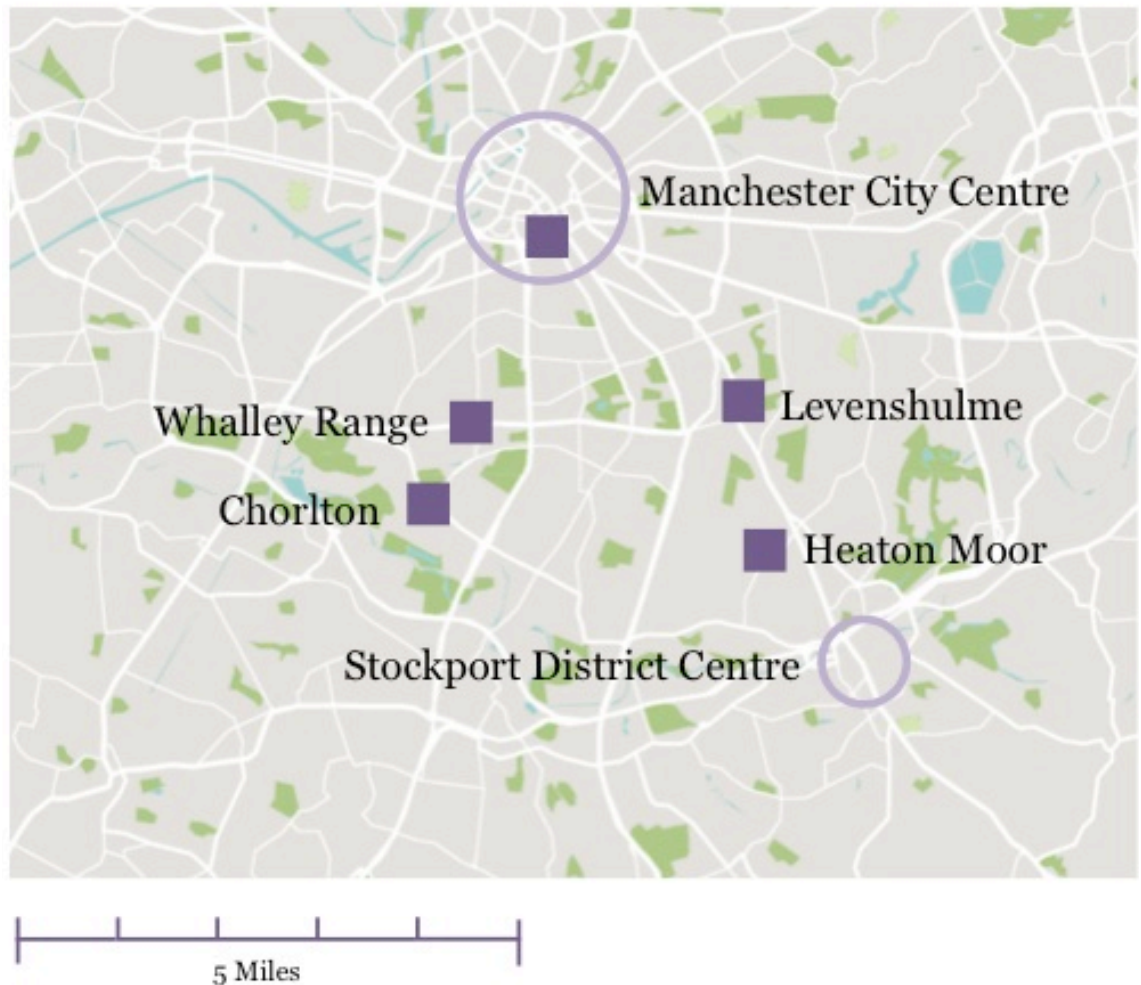 Manchester City Centre
Levenshulme
Whalley Range
Chorlton
Heaton Moor
Stockport District Centre
5 Miles